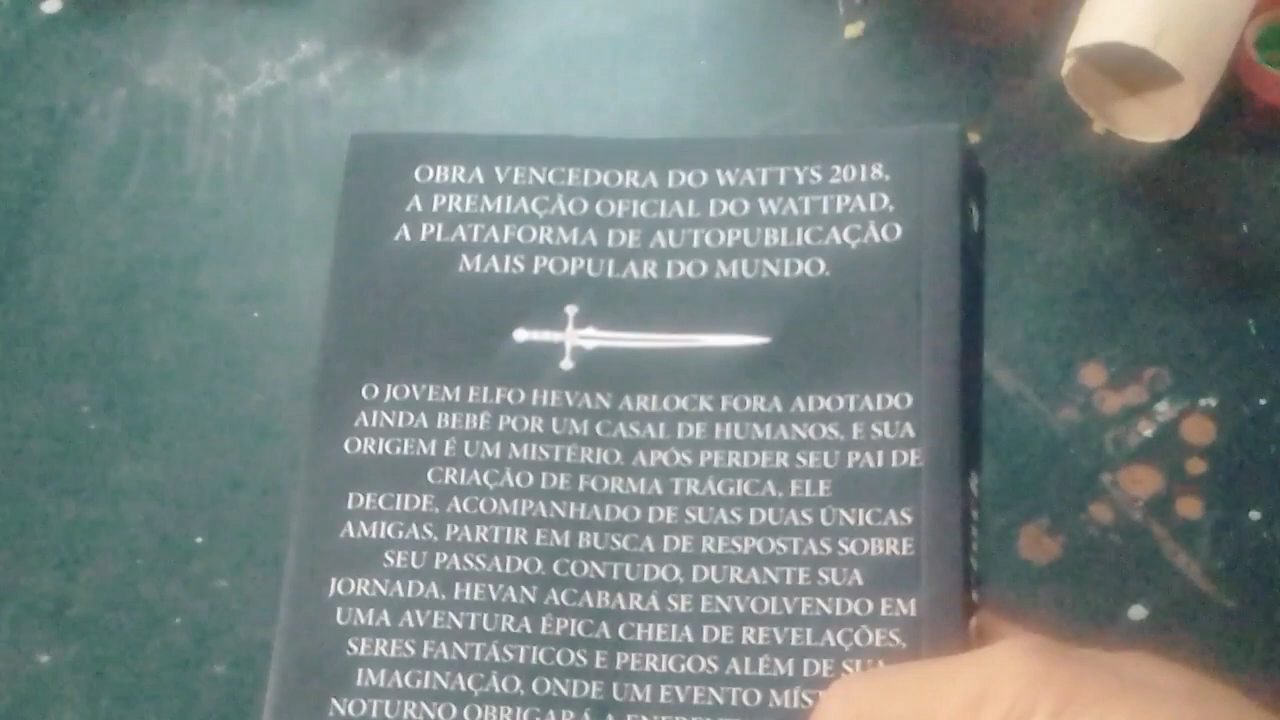 OBRA VENCEDORA DO WATTYS 2018,
A PREMIAÇÃO OFICIAL DO WATTPAD,
A PLATAFORMA DE AUTOPUBLICAÇÃO
MAIS POPULAR DO MUNDO.
O JOVEM ELFO HEVAN ARLOCK FORA ADOTADO
AINDA BEBÊ POR UM CASAL DE HUMANOS, E SUA
ORIGEM É UM MISTÉRIO. APÓS PERDER SEU PAI DE
CRIAÇÃO DE FORMA TRÁGICA, ELE
DECIDE, ACOMPANHADO DE SUAS DUAS ÚNICAS
AMIGAS, PARTIR EM BUSCA DE RESPOSTAS SOBRE
SEU PASSADO. CONTUDO, DURANTE SUA
JORNADA, HEVAN ACABARÁ SE ENVOLVENDO EM
UMA AVENTURA ÉPICA CHEIA DE REVELAÇÕES,
SERES FANTÁSTICOS E PERIGOS ALÉM DE SUA
IMAGINAÇÃO, ONDE UM EVENTO
NOTURNO OBRIGARÁ A